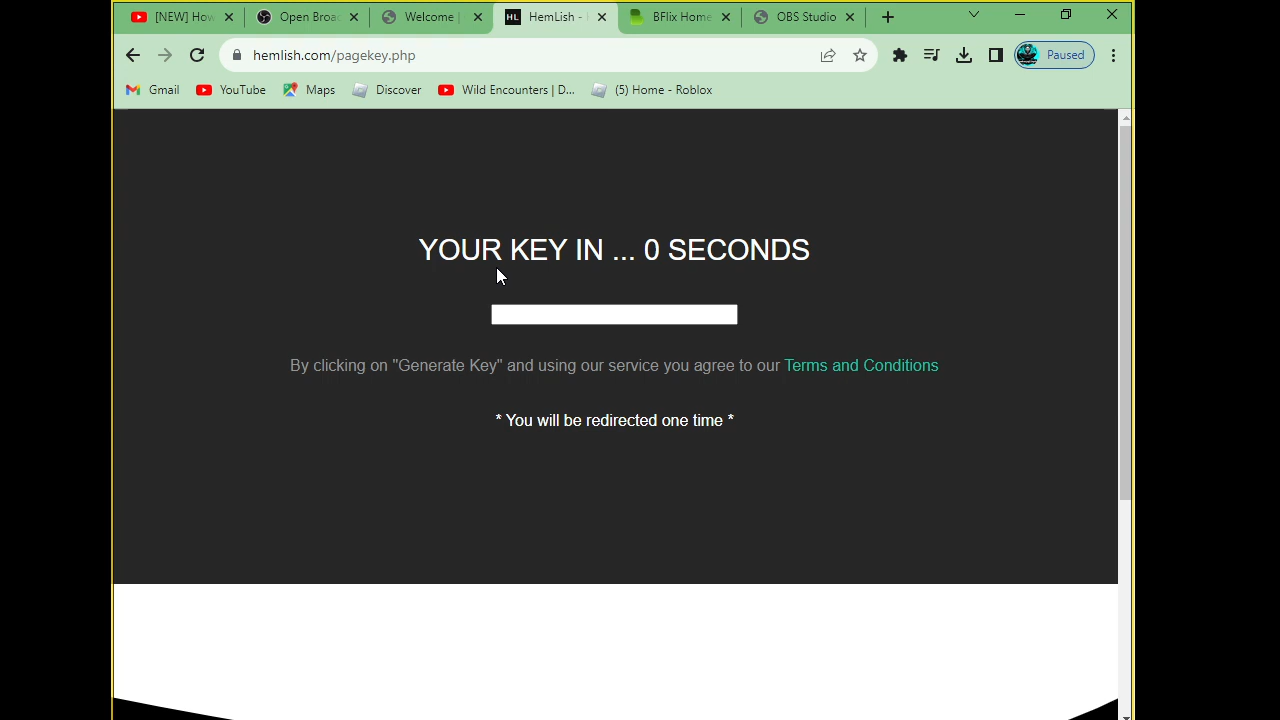 [NEW] How
Open Broad
Welcome |
HL
HemLish -
BFlix Home
OBS Studio
hemlish.com/pagekey.php
Paused
Gmail
YouTube
Maps
Discover
Wild Encounters | D...
(5) Home - Roblox
YOUR KEY IN ... 0 SECONDS
By clicking on "Generate Key" and using our service you agree to our Terms and Conditions
* You will be redirected one time *